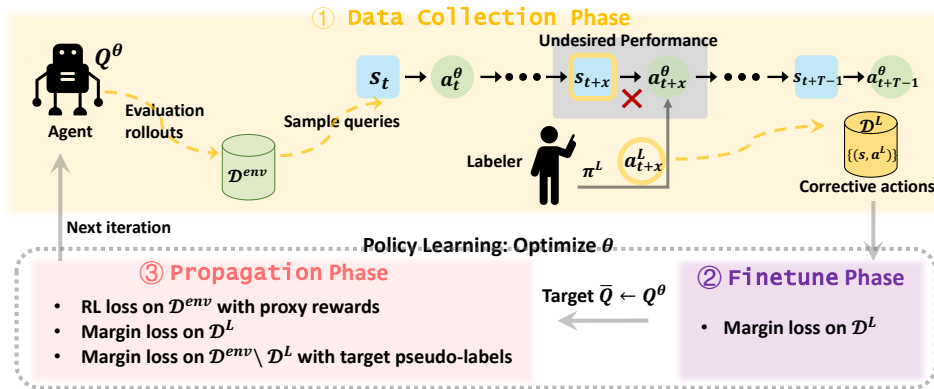 ① Data Collection Phase
Undesired Performance
Q^θ
s_t
a_t^θ
s_{t+x}
a_{t+x}^θ
s_{t+T-1}
a_{t+T-1}^θ
Agent
Evaluation
rollouts
Sample queries
D^{env}
Labeler
π^L
a_{t+x}^L
D^L
{(s, a^L)}
Corrective actions
Next iteration
Policy Learning: Optimize θ
③ Propagation Phase
• RL loss on D^{env} with proxy rewards
• Margin loss on D^L
• Margin loss on D^{env}\ D^L with target pseudo-labels
Target Q̅ ← Q^θ
② Finetune Phase
• Margin loss on D^L